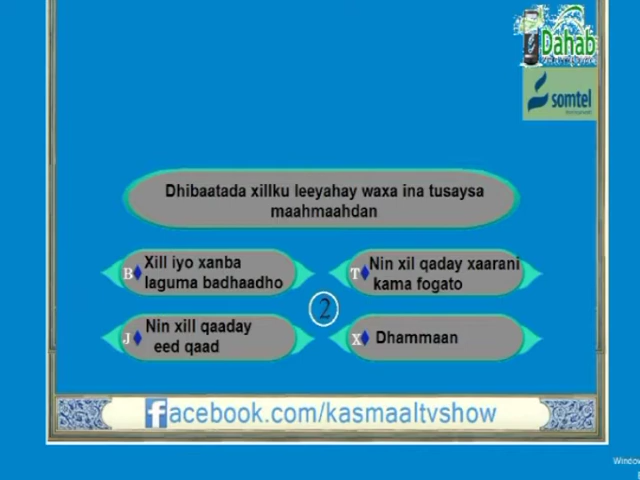 Dahab
somtel
Dhibaatada xillku leeyahay waxa ina tusaysa
maahmaahdan
B
Xill iyo xanba
laguma badhaadho
T
Nin xil qaday xaarani
kama fogato
2
J
Nin xill qaaday
eed qaad
X
Dhammaan
facebook.com/kasmaaltvshow